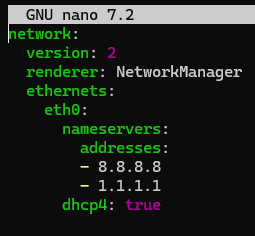 GNU nano 7.2
network:
  version: 2
  renderer: NetworkManager
  ethernets:
    eth0:
      nameservers:
        addresses:
        - 8.8.8.8
        - 1.1.1.1
      dhcp4: true